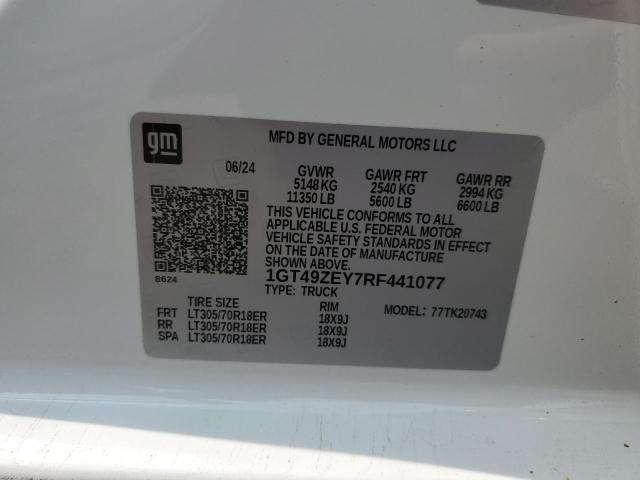 gm
MFD BY GENERAL MOTORS LLC
06/24 GVWR GAWR FRT GAWR RR
5148 KG 2540 KG 2994 KG
11350 LB 5600 LB 6600 LB
THIS VEHICLE CONFORMS TO ALL
APPLICABLE U.S. FEDERAL MOTOR
VEHICLE SAFETY STANDARDS IN EFFECT
ON THE DATE OF MANUFACTURE
SHOWN ABOVE.
8624
1GT49ZEY7RF441077
TYPE: TRUCK
TIRE SIZE RIM MODEL: 77TK20743
FRT LT305/70R18ER 18X9J
RR LT305/70R18ER 18X9J
SPA LT305/70R18ER 18X9J